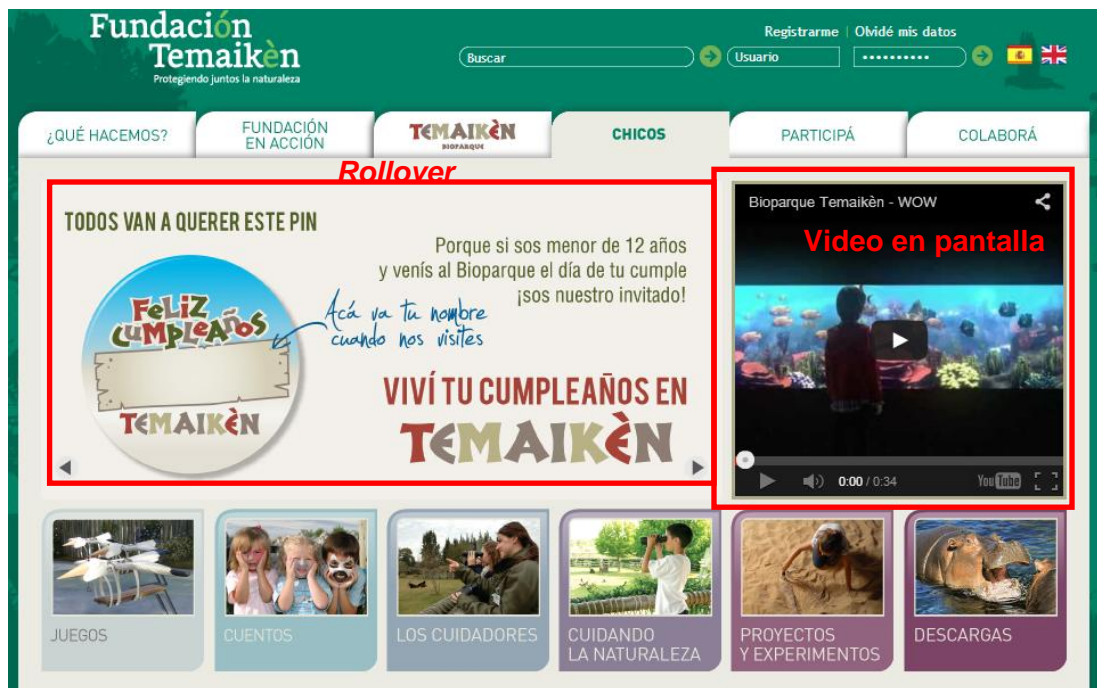 Fundación
Temaikèn
Protegiendo juntos la naturaleza
Registrarme | Olvidé mis datos
Buscar
Usuario
••••••••••
¿QUÉ HACEMOS?
FUNDACIÓN
EN ACCIÓN
TEMAIKÈN
BIOPARQUE
CHICOS
PARTICIPÁ
COLABORÁ
Rollover
TODOS VAN A QUERER ESTE PIN
Porque si sos menor de 12 años
y venís al Bioparque el día de tu cumple
¡sos nuestro invitado!
FELIZ
CUMPLEAÑOS
TEMAIKÈN
Acá va tu nombre
cuando nos visites
VIVÍ TU CUMPLEAÑOS EN
TEMAIKÈN
Bioparque Temaikèn - WOW
Video en pantalla
0:00 / 0:34
YouTube
JUEGOS
CUENTOS
LOS CUIDADORES
CUIDANDO
LA NATURALEZA
PROYECTOS
Y EXPERIMENTOS
DESCARGAS